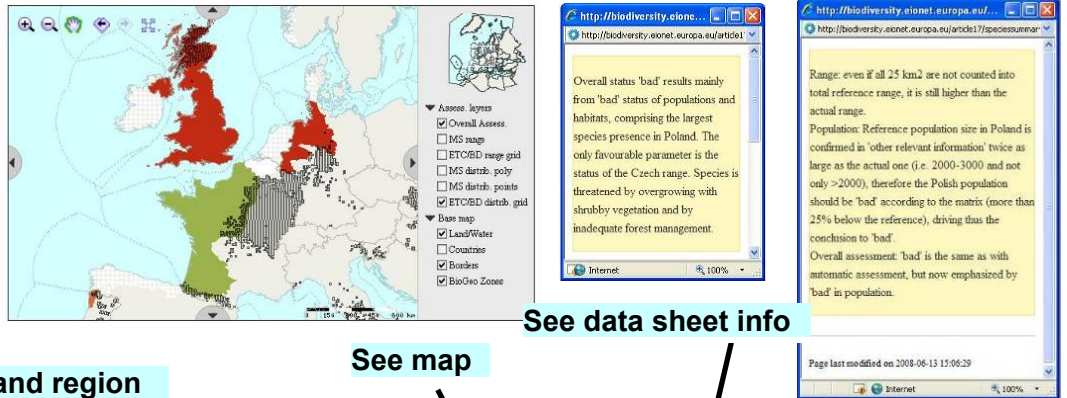 Assess. layers
Overall Assess.
MS range
ETC/BD range grid
MS distrib. poly
MS distrib. points
ETC/BD distrib. grid
Base map
Land/Water
Countries
Borders
BioGeo Zones
0 150 300 450 600 km
http://biodiversity.eione...
http://biodiversity.eionet.europa.eu/article1
Overall status 'bad' results mainly
from 'bad' status of populations and
habitats, comprising the largest
species presence in Poland. The
only favourable parameter is the
status of the Czech range. Species is
threatened by overgrowing with
shrubby vegetation and by
inadequate forest management.
Internet
100%
http://biodiversity.eionet.europa.eu/...
http://biodiversity.eionet.europa.eu/article17/speciessummar
Range: even if all 25 km2 are not counted into
total reference range, it is still higher than the
actual range.
Population: Reference population size in Poland is
confirmed in 'other relevant information' twice as
large as the actual one (i.e. 2000-3000 and not
only >2000), therefore the Polish population
should be 'bad' according to the matrix (more than
25% below the reference), driving thus the
conclusion to 'bad'.
Overall assessment: 'bad' is the same as with
automatic assessment, but now emphasized by
'bad' in population.
Page last modified on 2008-06-13 15:06:29
Internet
100%
See data sheet info
See map
and region